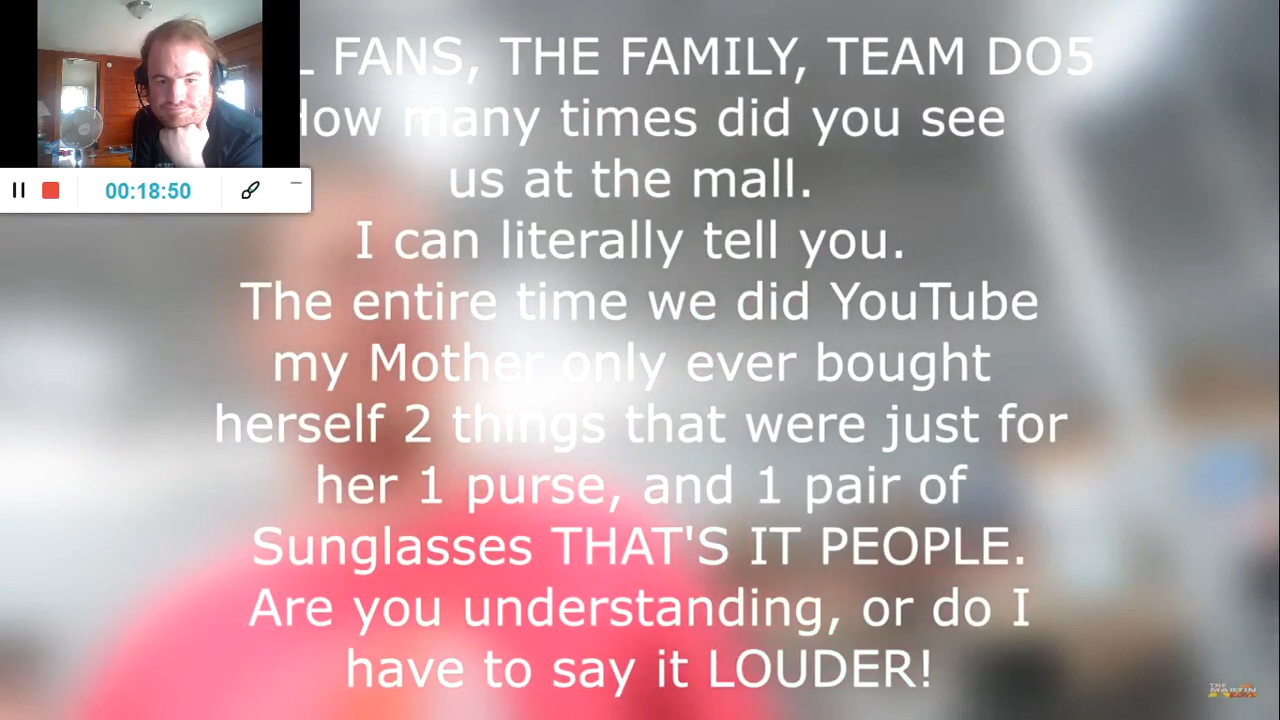 FANS, THE FAMILY, TEAM DO5
How many times did you see
us at the mall.
I can literally tell you.
The entire time we did YouTube
my Mother only ever bought
herself 2 things that were just for
her 1 purse, and 1 pair of
Sunglasses THAT'S IT PEOPLE.
Are you understanding, or do I
have to say it LOUDER!
00:18:50
THE
MARTIN